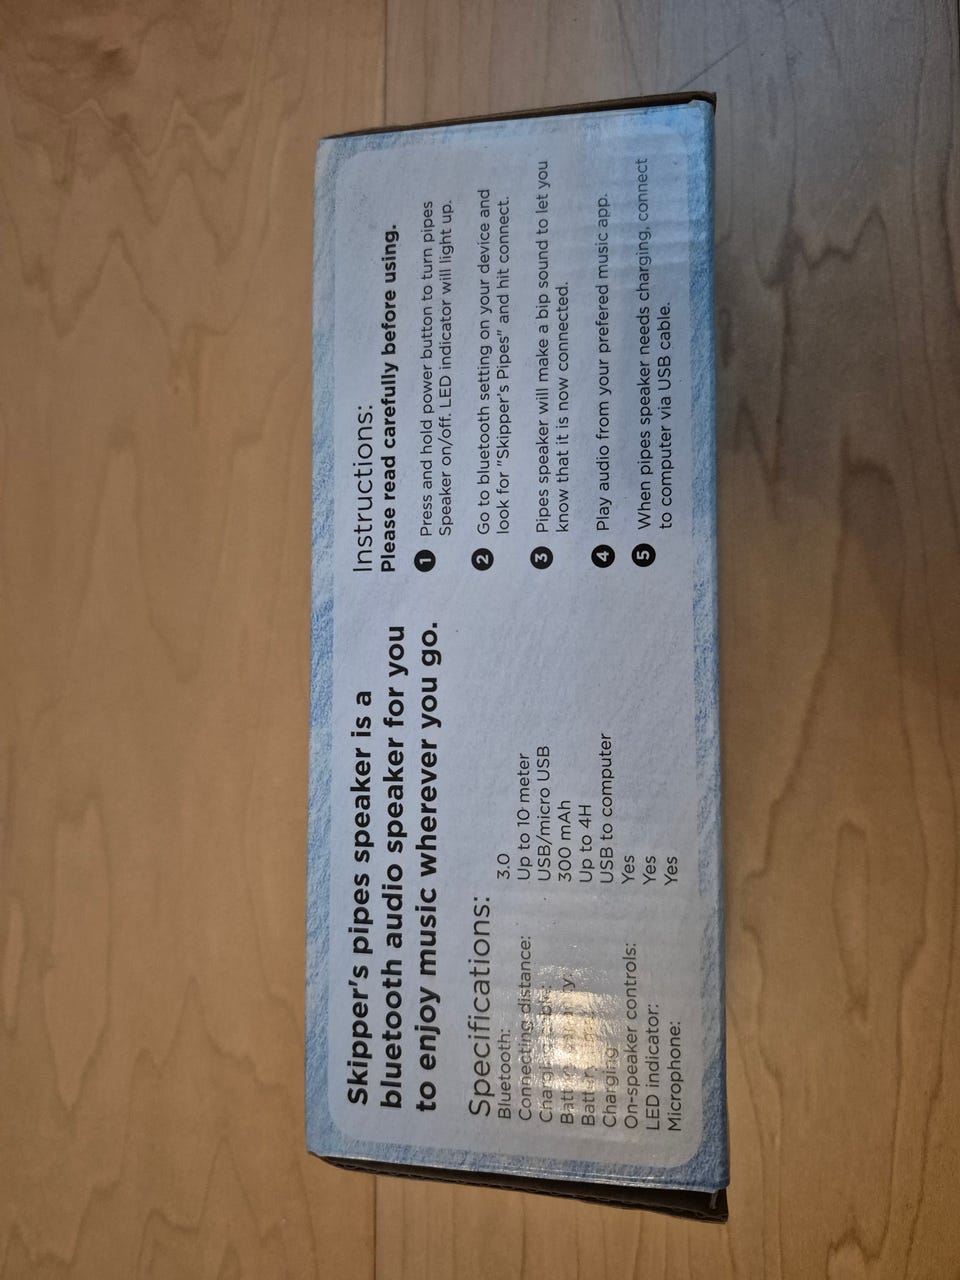 Skipper's pipes speaker is a
bluetooth audio speaker for you
to enjoy music wherever you go.
Specifications:
Bluetooth: 3.0
Connecting distance: Up to 10 meter
USB/micro USB
300 mAh
Up to 4H
Charging USB to computer
On-speaker controls: Yes
LED indicator: Yes
Microphone: Yes
Instructions:
Please read carefully before using.
1 Press and hold power button to turn pipes
Speaker on/off. LED indicator will light up.
2 Go to bluetooth setting on your device and
look for "Skipper's Pipes" and hit connect.
3 Pipes speaker will make a bip sound to let you
know that it is now connected.
4 Play audio from your prefered music app.
5 When pipes speaker needs charging, connect
to computer via USB cable.